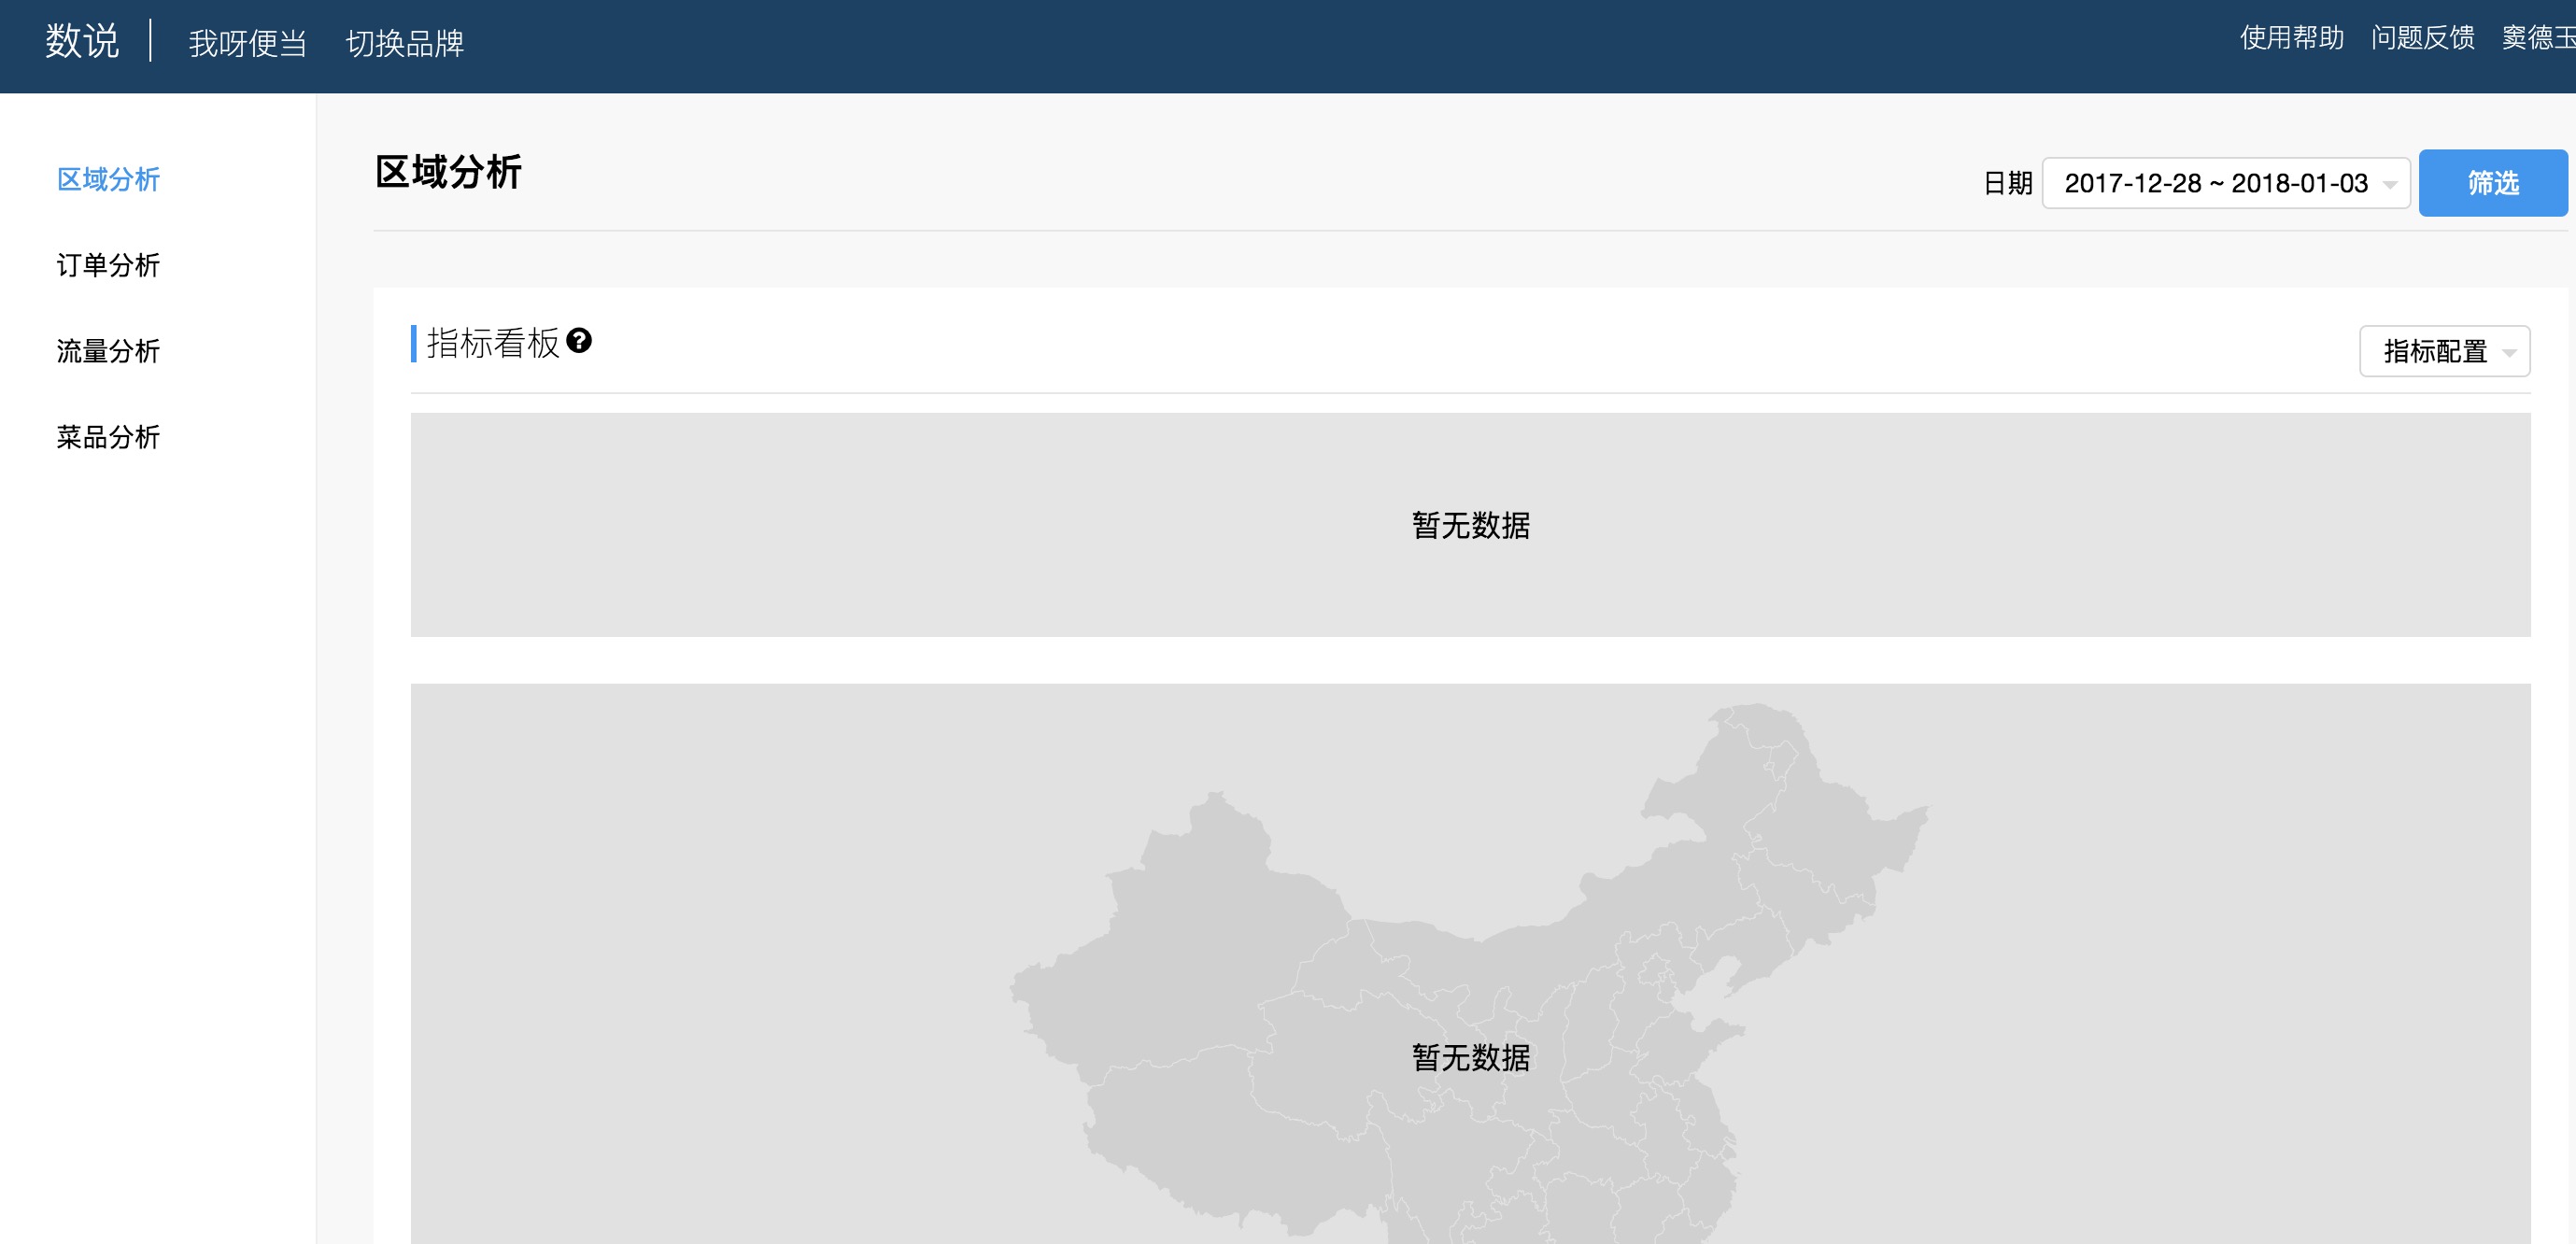 数说 我呀便当 切换品牌 使用帮助 问题反馈 窦德玉
区域分析
订单分析
流量分析
菜品分析
区域分析
日期 2017-12-28 ~ 2018-01-03 筛选
指标看板 ?
指标配置
暂无数据
暂无数据